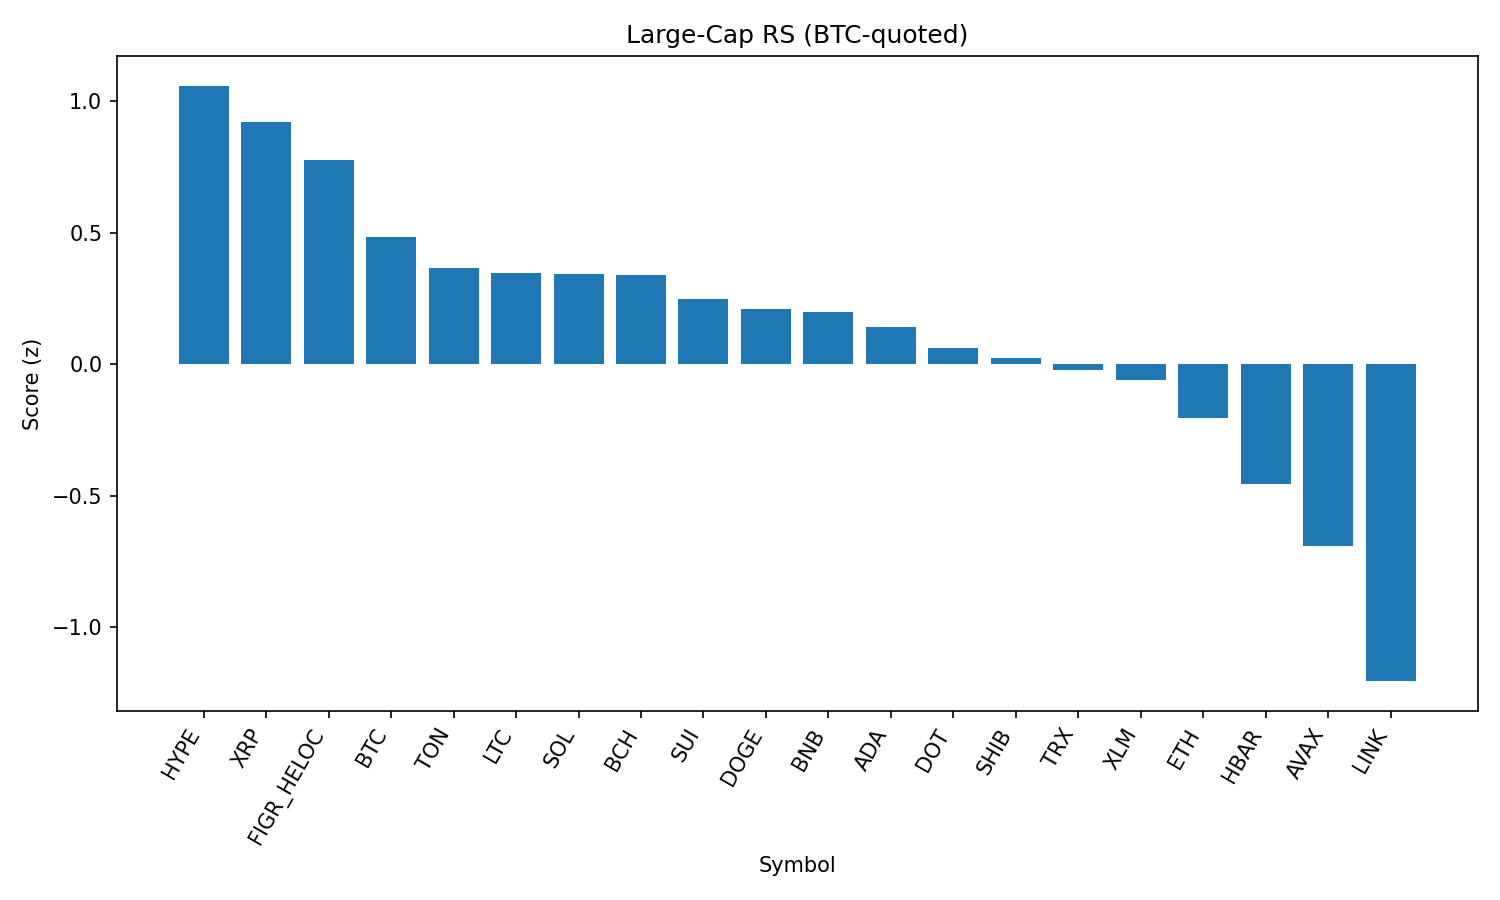 Large-Cap RS (BTC-quoted)
Score (z)
1.0
0.5
0.0
−0.5
−1.0
HYPE
XRP
FIGR_HELOC
BTC
TON
LTC
SOL
BCH
SUI
DOGE
BNB
ADA
DOT
SHIB
TRX
XLM
ETH
HBAR
AVAX
LINK
Symbol